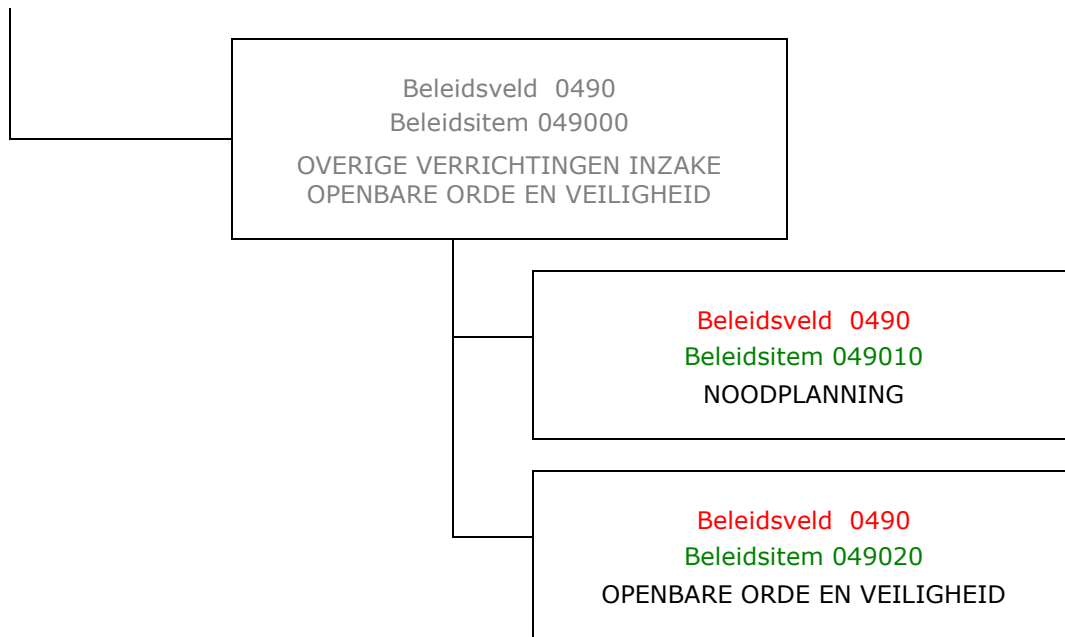 Beleidsveld  0490
Beleidsitem 049000
OVERIGE VERRICHTINGEN INZAKE
OPENBARE ORDE EN VEILIGHEID
Beleidsveld  0490
Beleidsitem 049010
NOODPLANNING
Beleidsveld  0490
Beleidsitem 049020
OPENBARE ORDE EN VEILIGHEID